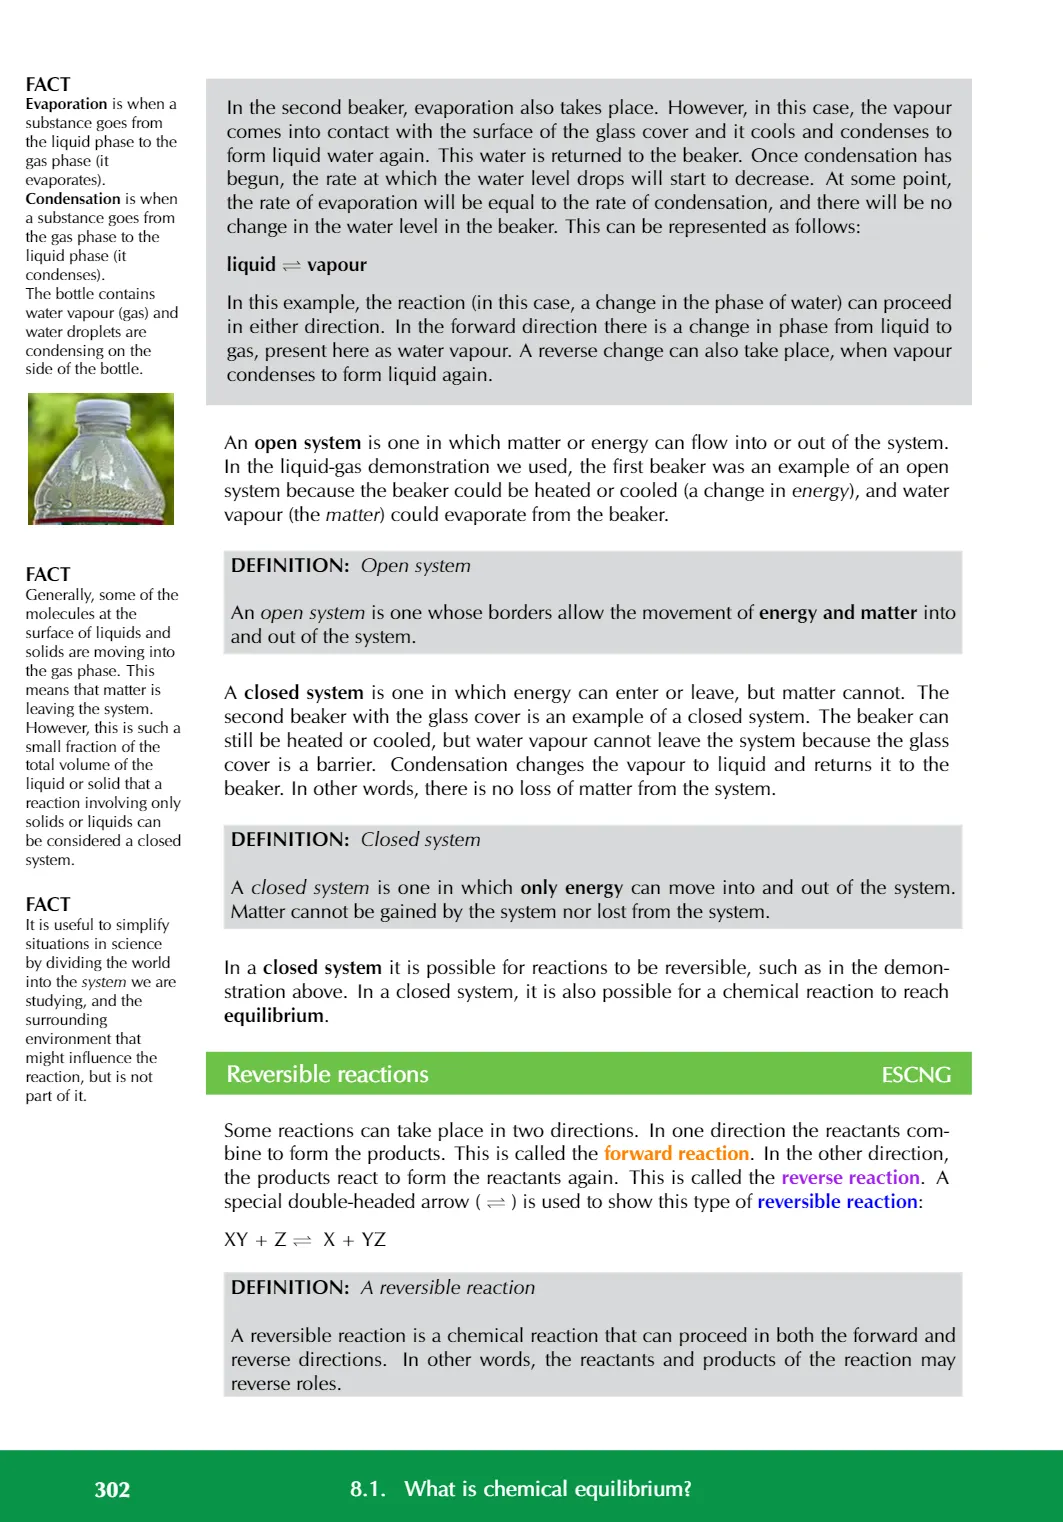 FACT
Evaporation is when a
substance goes from
the liquid phase to the
gas phase (it
evaporates).
Condensation is when
a substance goes from
the gas phase to the
liquid phase (it
condenses).
The bottle contains
water vapour (gas) and
water droplets are
condensing on the
side of the bottle.
FACT
Generally, some of the
molecules at the
surface of liquids and
solids are moving into
the gas phase. This
means that matter is
leaving the system.
However, this is such a
small fraction of the
total volume of the
liquid or solid that a
reaction involving only
solids or liquids can
be considered a closed
system.
FACT
It is useful to simplify
situations in science
by dividing the world
into the system we are
studying, and the
surrounding
environment that
might influence the
reaction, but is not
part of it.
In the second beaker, evaporation also takes place. However, in this case, the vapour
comes into contact with the surface of the glass cover and it cools and condenses to
form liquid water again. This water is returned to the beaker. Once condensation has
begun, the rate at which the water level drops will start to decrease. At some point,
the rate of evaporation will be equal to the rate of condensation, and there will be no
change in the water level in the beaker. This can be represented as follows:
liquid ⇌ vapour
In this example, the reaction (in this case, a change in the phase of water) can proceed
in either direction. In the forward direction there is a change in phase from liquid to
gas, present here as water vapour. A reverse change can also take place, when vapour
condenses to form liquid again.
An open system is one in which matter or energy can flow into or out of the system.
In the liquid-gas demonstration we used, the first beaker was an example of an open
system because the beaker could be heated or cooled (a change in energy), and water
vapour (the matter) could evaporate from the beaker.
DEFINITION: Open system
An open system is one whose borders allow the movement of energy and matter into
and out of the system.
A closed system is one in which energy can enter or leave, but matter cannot. The
second beaker with the glass cover is an example of a closed system. The beaker can
still be heated or cooled, but water vapour cannot leave the system because the glass
cover is a barrier. Condensation changes the vapour to liquid and returns it to the
beaker. In other words, there is no loss of matter from the system.
DEFINITION: Closed system
A closed system is one in which only energy can move into and out of the system.
Matter cannot be gained by the system nor lost from the system.
In a closed system it is possible for reactions to be reversible, such as in the demon-
stration above. In a closed system, it is also possible for a chemical reaction to reach
equilibrium.
Reversible reactions ESCNG
Some reactions can take place in two directions. In one direction the reactants com-
bine to form the products. This is called the forward reaction. In the other direction,
the products react to form the reactants again. This is called the reverse reaction. A
special double-headed arrow ( ⇌ ) is used to show this type of reversible reaction:
XY + Z ⇌ X + YZ
DEFINITION: A reversible reaction
A reversible reaction is a chemical reaction that can proceed in both the forward and
reverse directions. In other words, the reactants and products of the reaction may
reverse roles.
302 8.1. What is chemical equilibrium?